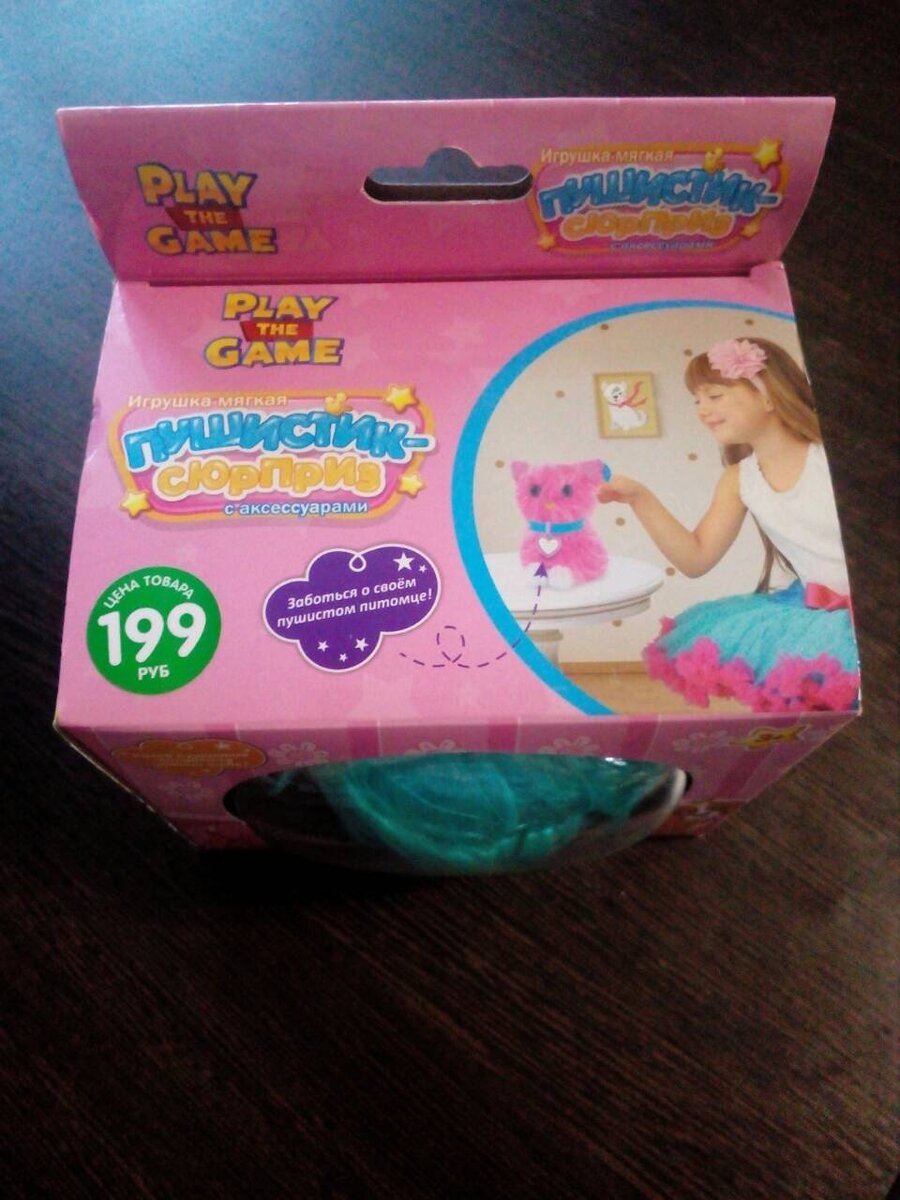 PLAY
THE
GAME
Игрушка мягкая
ПУШИСТИК-
СЮРПРИЗ
с аксессуарами
PLAY
THE
GAME
Игрушка мягкая
ПУШИСТИК-
СЮРПРИЗ
с аксессуарами
ЦЕНА ТОВАРА
199
РУБ
Заботься о своём
пушистом питомце!